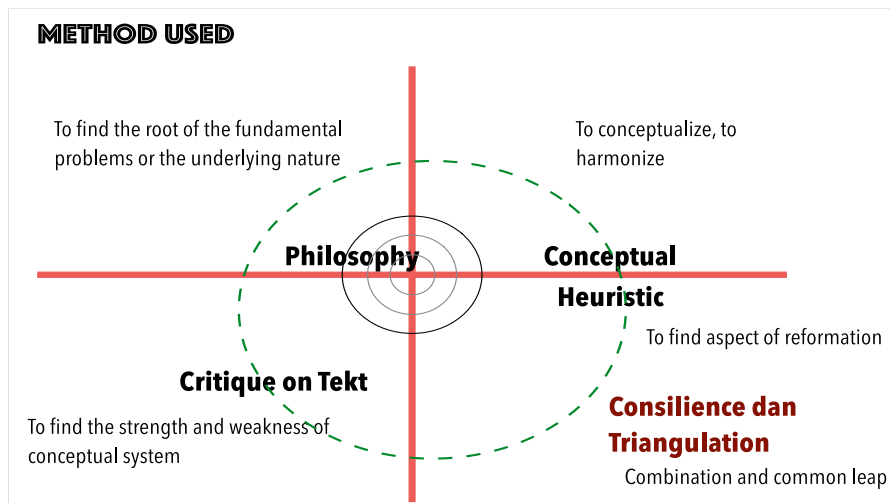 METHOD USED
To find the root of the fundamental
problems or the underlying nature
To conceptualize, to
harmonize
Philosophy
Conceptual
Heuristic
To find aspect of reformation
Critique on Tekt
To find the strength and weakness of
conceptual system
Consilience dan
Triangulation
Combination and common leap